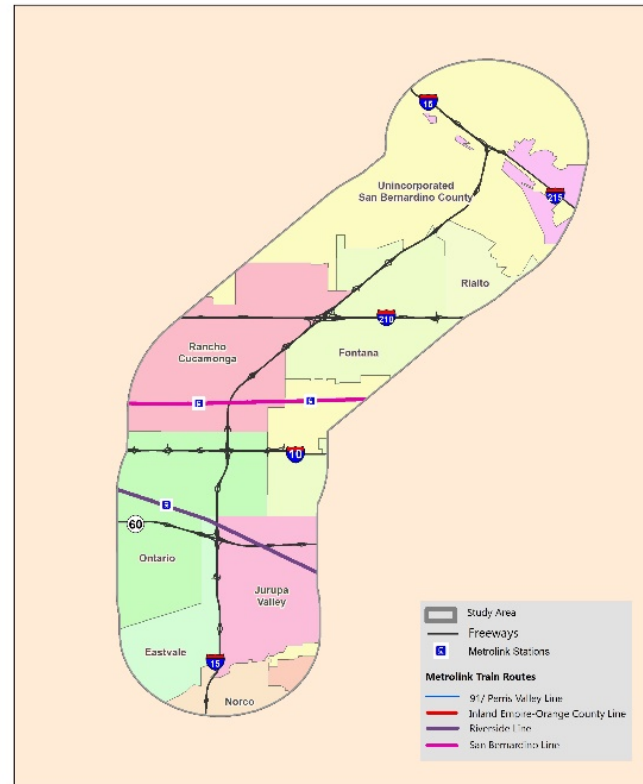 15
Unincorporated
San Bernardino County
215
Rialto
210
Rancho
Cucamonga
Fontana
10
60
Ontario
Jurupa
Valley
Eastvale
15
Norco
Study Area
Freeways
Metrolink Stations
Metrolink Train Routes
91/ Perris Valley Line
Inland Empire-Orange County Line
Riverside Line
San Bernardino Line